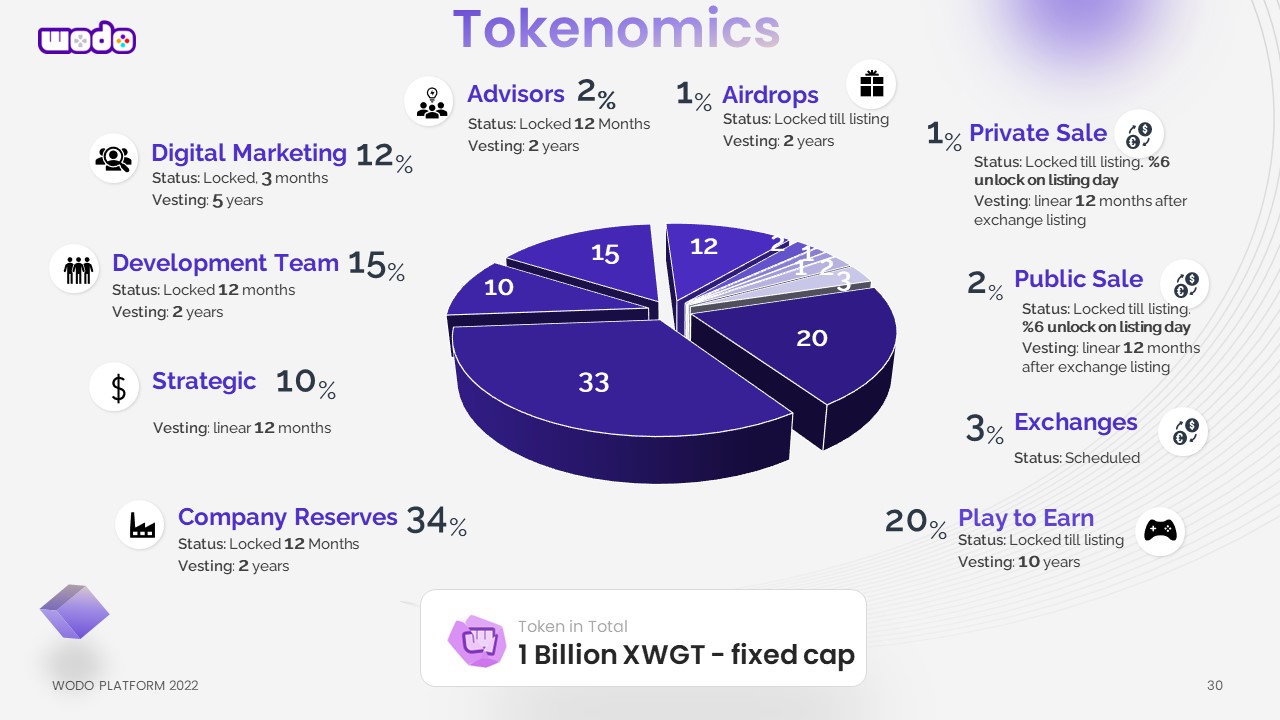 wodo
Tokenomics
Advisors 2%
Status: Locked 12 Months
Vesting: 2 years
1% Airdrops
Status: Locked till listing
Vesting: 2 years
1% Private Sale
Status: Locked till listing. %6
unlock on listing day
Vesting: linear 12 months after
exchange listing
Digital Marketing 12%
Status: Locked, 3 months
Vesting: 5 years
Development Team 15%
Status: Locked 12 months
Vesting: 2 years
2% Public Sale
Status: Locked till listing.
%6 unlock on listing day
Vesting: linear 12 months
after exchange listing
Strategic 10%
Vesting: linear 12 months
15
12
2
1
1
2
3
10
20
33
3% Exchanges
Status: Scheduled
Company Reserves 34%
Status: Locked 12 Months
Vesting: 2 years
20% Play to Earn
Status: Locked till listing
Vesting: 10 years
Token in Total
1 Billion XWGT - fixed cap
WODO PLATFORM 2022
30